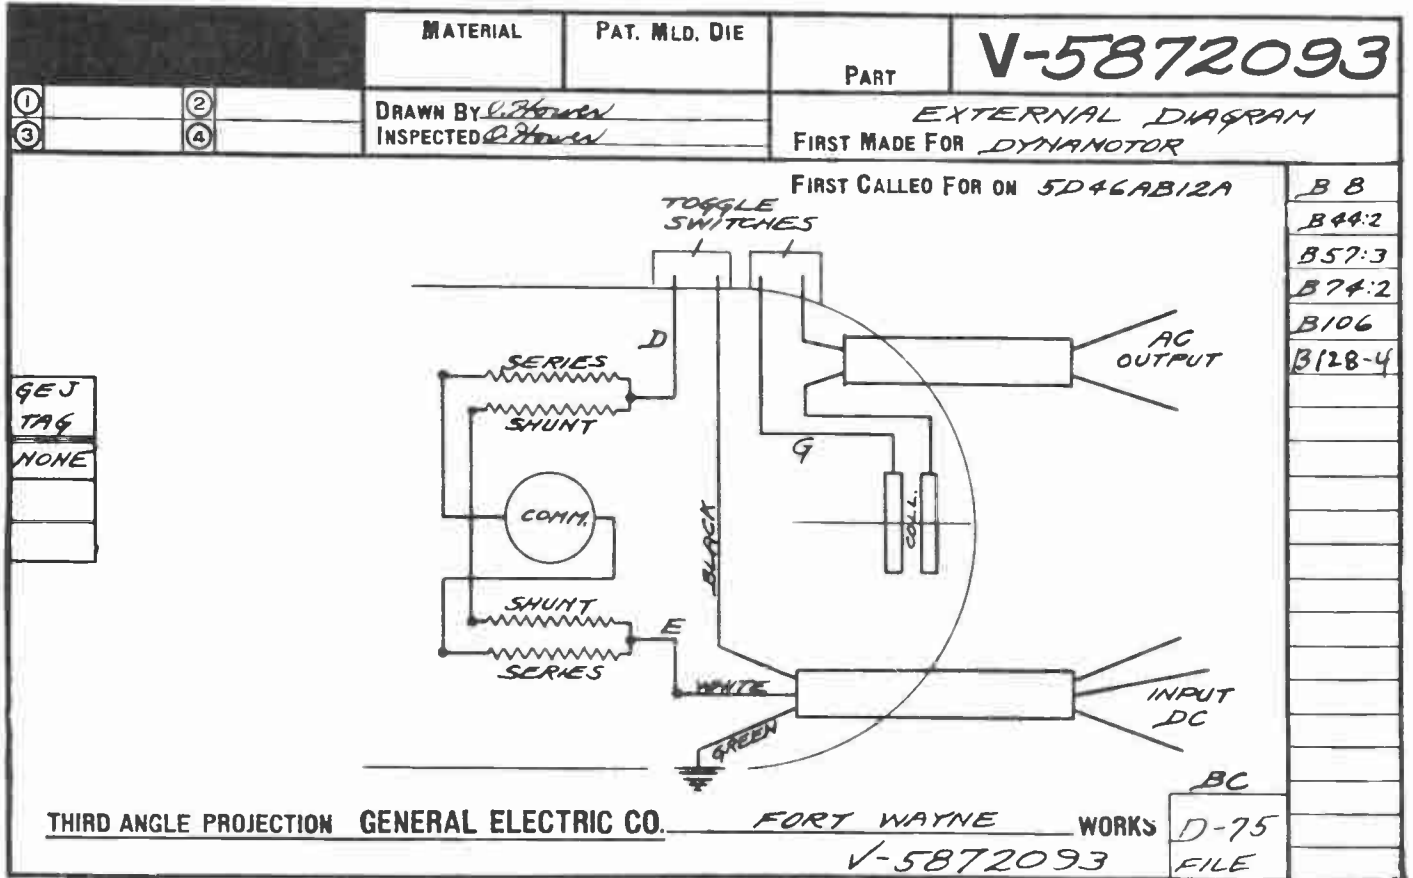 MATERIAL
PAT. MLD. DIE
PART
V-5872093
1
2
3
4
DRAWN BY
INSPECTED
EXTERNAL DIAGRAM
FIRST MADE FOR DYNAMOTOR
FIRST CALLED FOR ON 5D46AB12A
B 8
B44:2
B57:3
B74:2
B106
B128-4
TOGGLE
SWITCHES
D
SERIES
SHUNT
AC
OUTPUT
GEJ
TAG
NONE
G
COMM.
COLL.
BLACK
SHUNT
E
SERIES
WHITE
GREEN
INPUT
DC
BC
THIRD ANGLE PROJECTION GENERAL ELECTRIC CO. FORT WAYNE WORKS
D-75
V-5872093
FILE